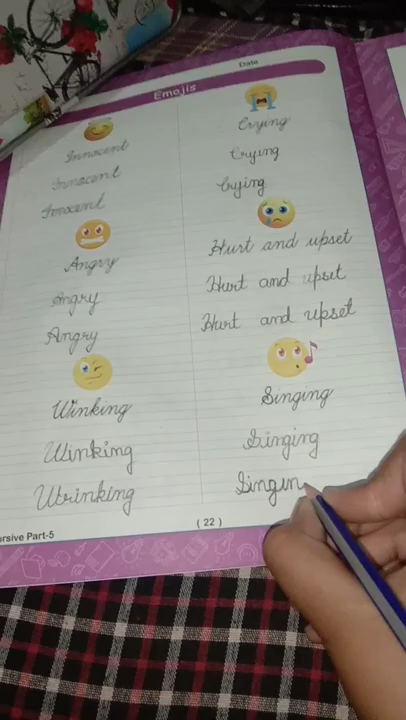 Date
Emojis
Innocent
Innocent
Innocent
Angry
Angry
Angry
Winking
Winking
Wrinking
Crying
Crying
Crying
Hurt and upset
Hurt and upset
Hurt and upset
Singing
Singing
Singin
ursive Part-5
( 22 )